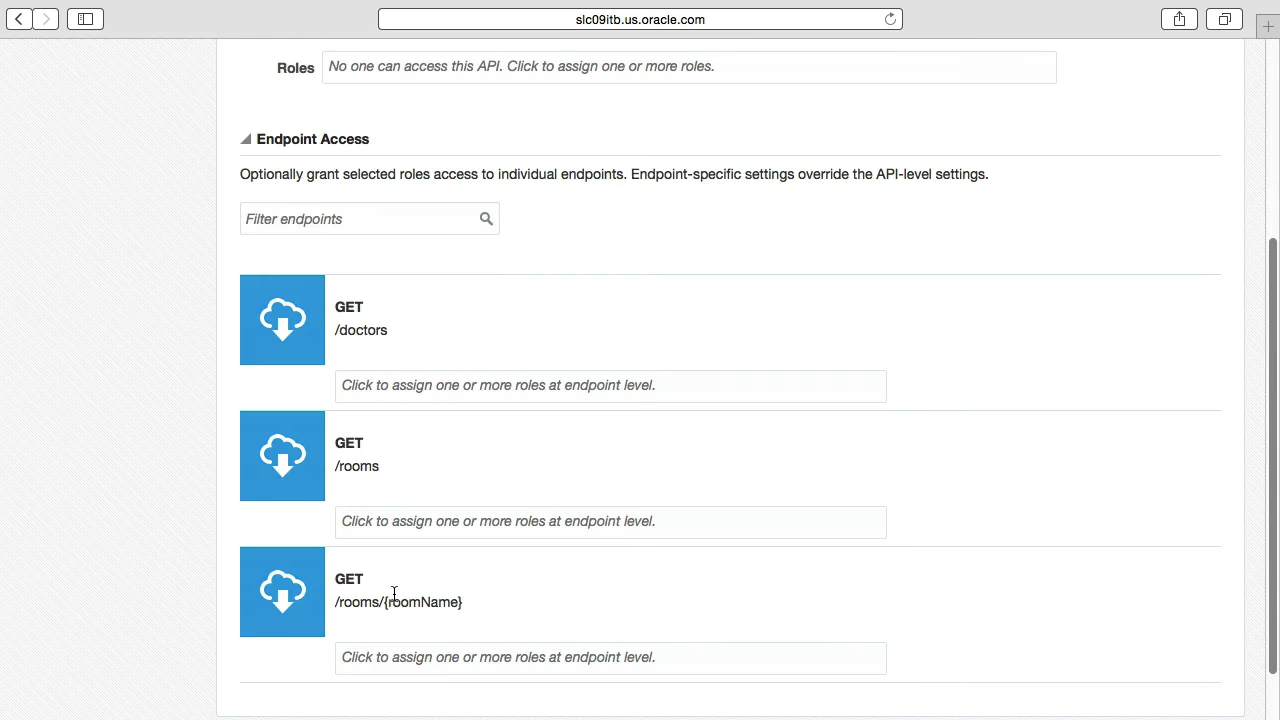 slc09itb.us.oracle.com
Roles
No one can access this API. Click to assign one or more roles.
Endpoint Access
Optionally grant selected roles access to individual endpoints. Endpoint-specific settings override the API-level settings.
Filter endpoints
GET
/doctors
Click to assign one or more roles at endpoint level.
GET
/rooms
Click to assign one or more roles at endpoint level.
GET
/rooms/{roomName}
Click to assign one or more roles at endpoint level.